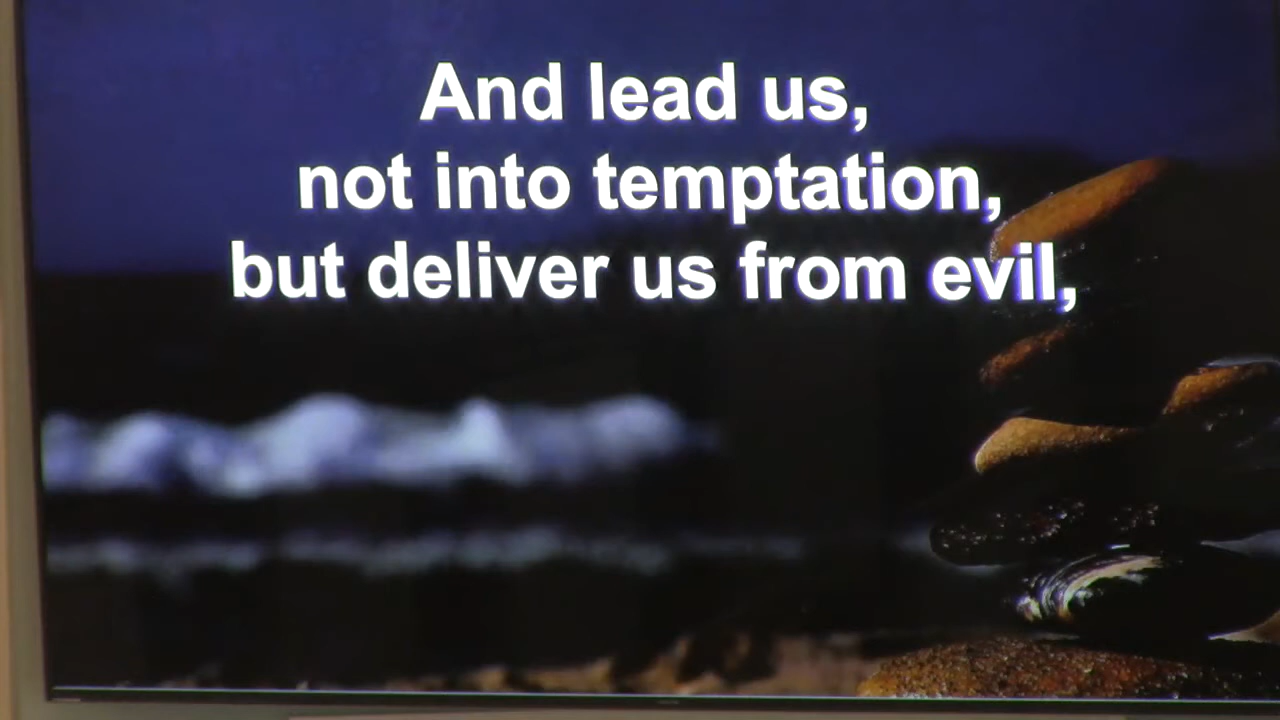 And lead us,
not into temptation,
but deliver us from evil,